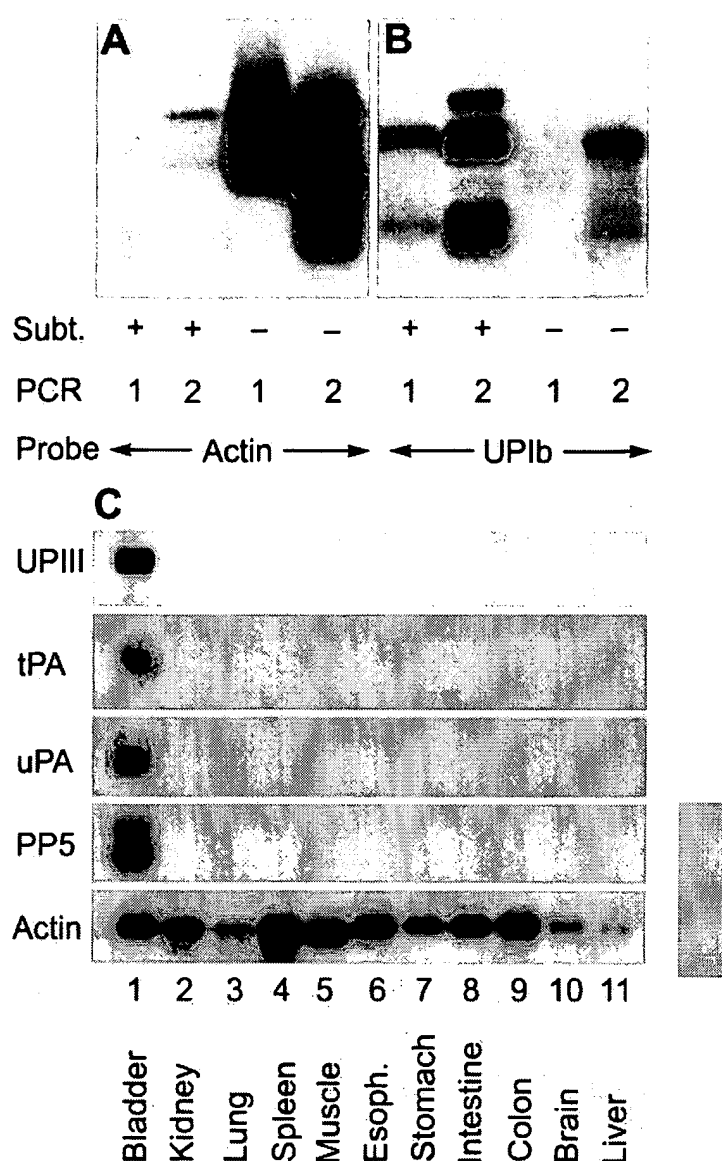 A B
Subt. + + - - + + - -
PCR 1 2 1 2 1 2 1 2
Probe ← Actin → ← UPIb →
C
UPIII
tPA
uPA
PP5
Actin
1 2 3 4 5 6 7 8 9 10 11
Bladder
Kidney
Lung
Spleen
Muscle
Esoph.
Stomach
Intestine
Colon
Brain
Liver